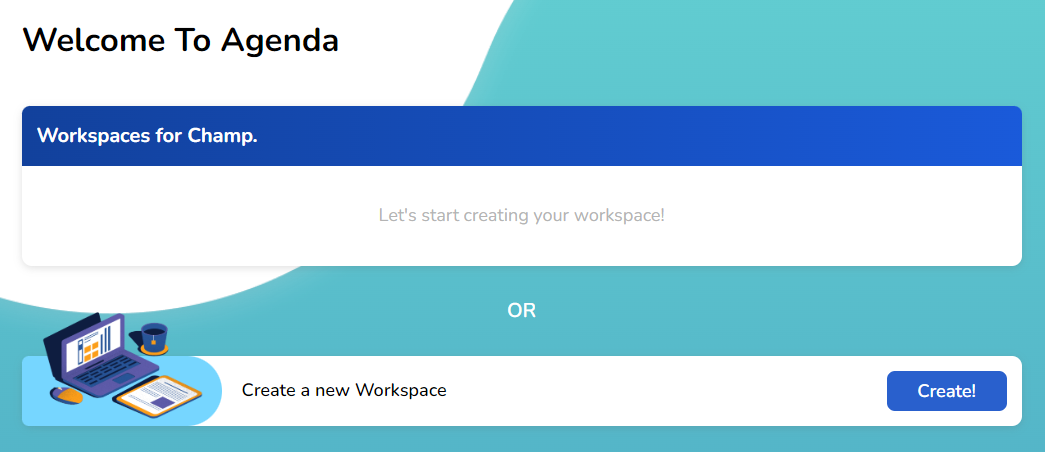 Welcome To Agenda
Workspaces for Champ.
Let's start creating your workspace!
OR
Create a new Workspace
Create!